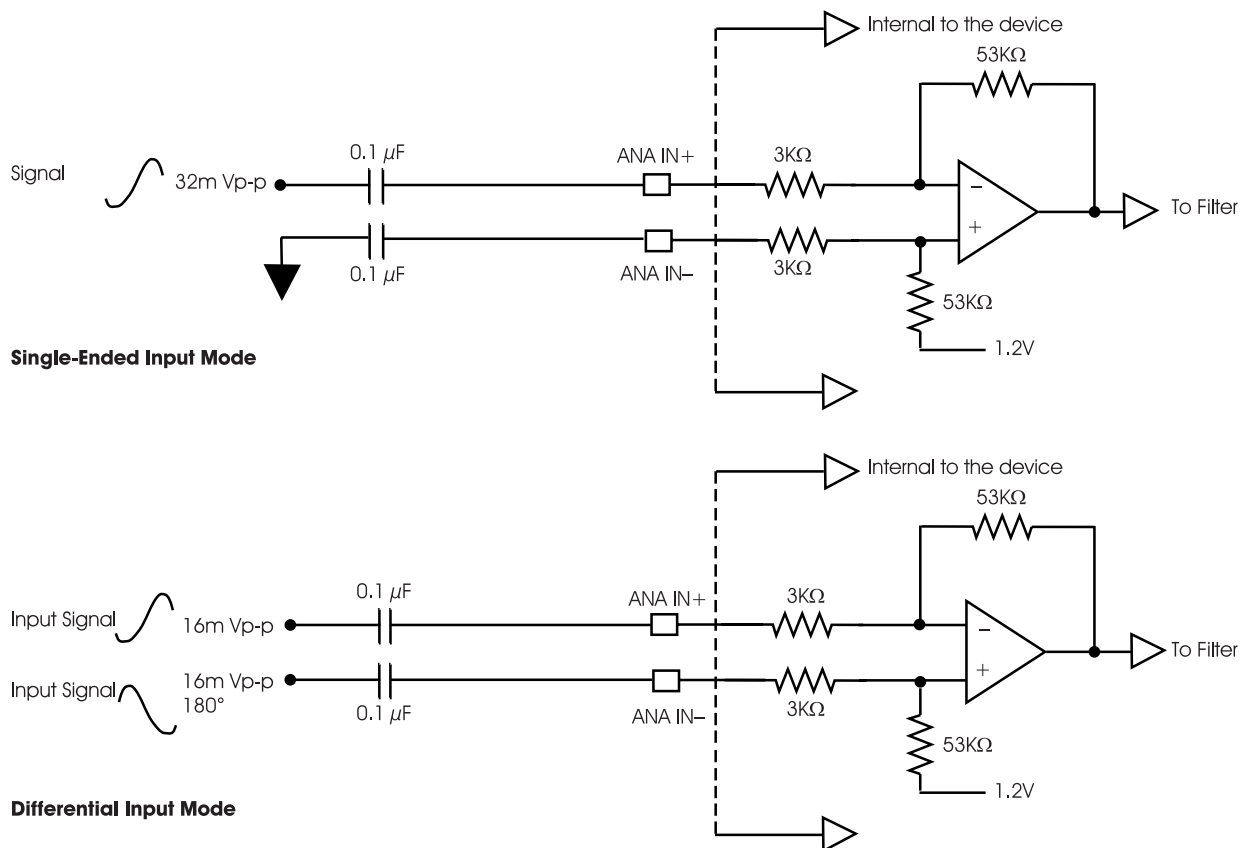 Internal to the device
53KΩ
0.1 µF
ANA IN+
3KΩ
Signal
32m Vp-p
−
+
To Filter
0.1 µF
ANA IN–
3KΩ
53KΩ
1.2V
Single-Ended Input Mode
Internal to the device
53KΩ
0.1 µF
ANA IN+
3KΩ
Input Signal
16m Vp-p
−
+
To Filter
Input Signal
16m Vp-p
180°
0.1 µF
ANA IN–
3KΩ
53KΩ
1.2V
Differential Input Mode